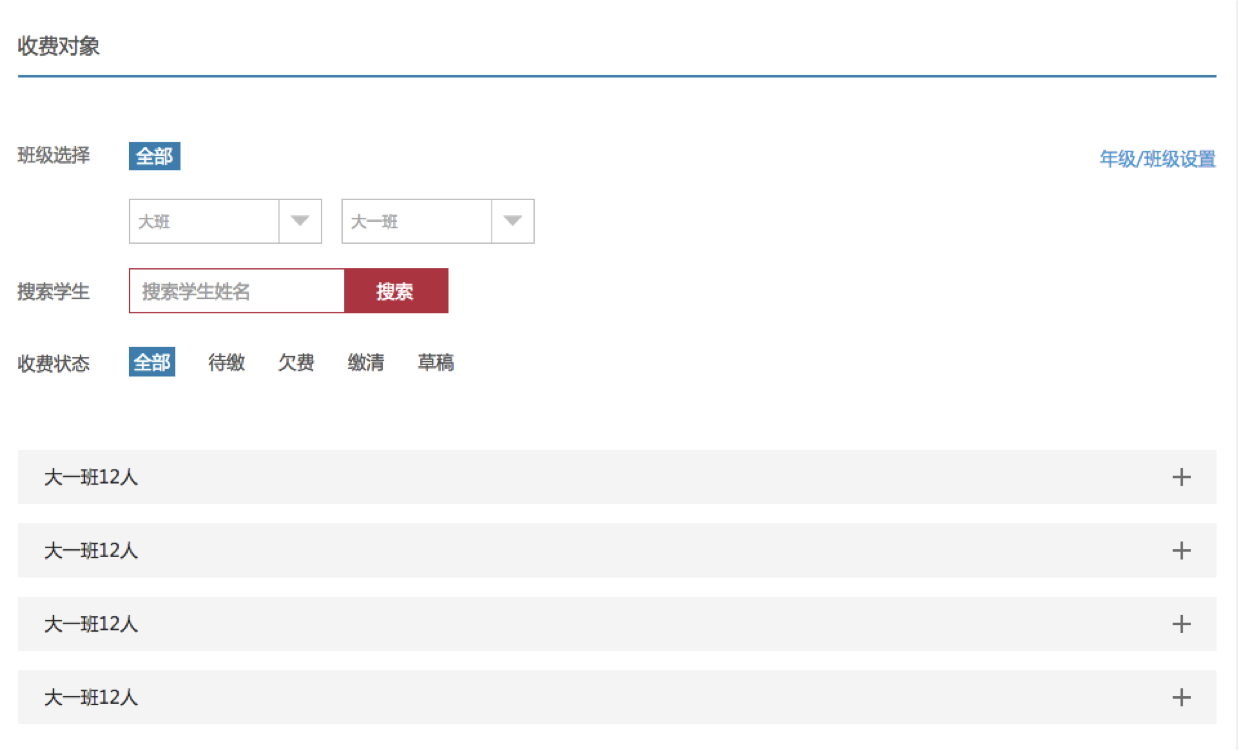 收费对象
班级选择 全部 年级/班级设置
大班 大一班
搜索学生 搜索学生姓名 搜索
收费状态 全部 待缴 欠费 缴清 草稿
大一班12人
大一班12人
大一班12人
大一班12人